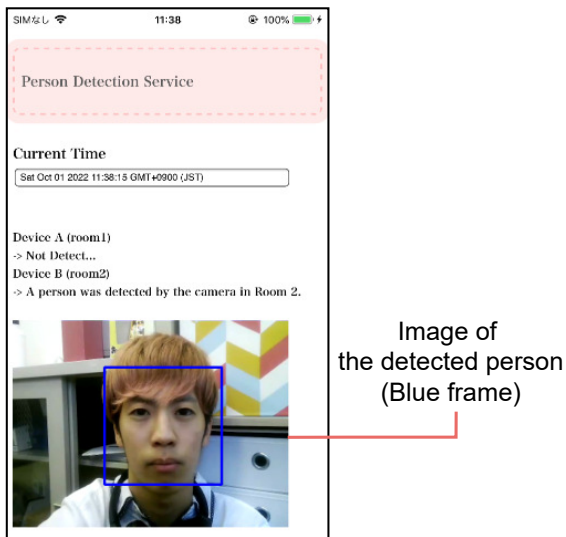 SIMなし 11:38 100%
Person Detection Service
Current Time
Sat Oct 01 2022 11:38:15 GMT+0900 (JST)
Device A (room1)
-> Not Detect...
Device B (room2)
-> A person was detected by the camera in Room 2.
Image of
the detected person
(Blue frame)